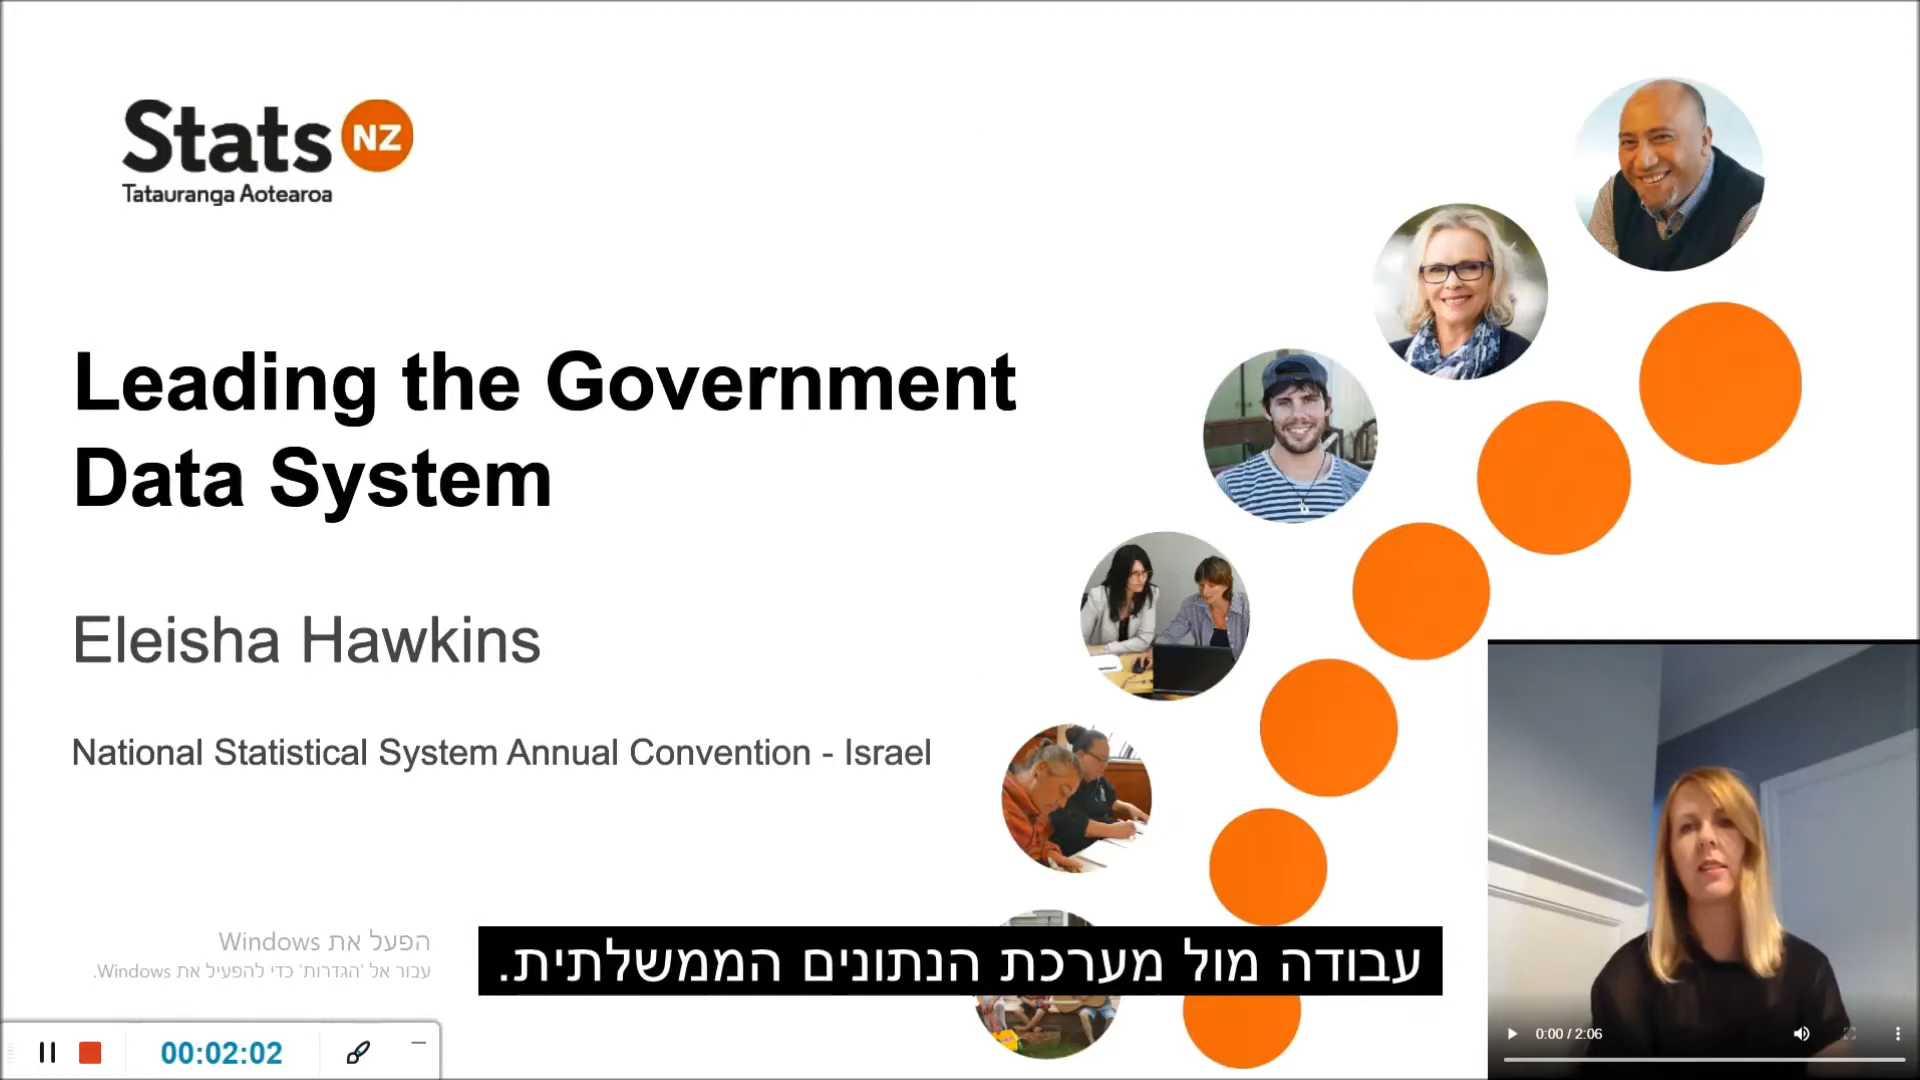 Stats NZ
Tatauranga Aotearoa
Leading the Government
Data System
Eleisha Hawkins
National Statistical System Annual Convention - Israel
הפעל את Windows
עבור אל 'הגדרות' כדי להפעיל את Windows.
עבודה מול מערכת הנתונים הממשלתית.
00:02:02
0:00 / 2:06